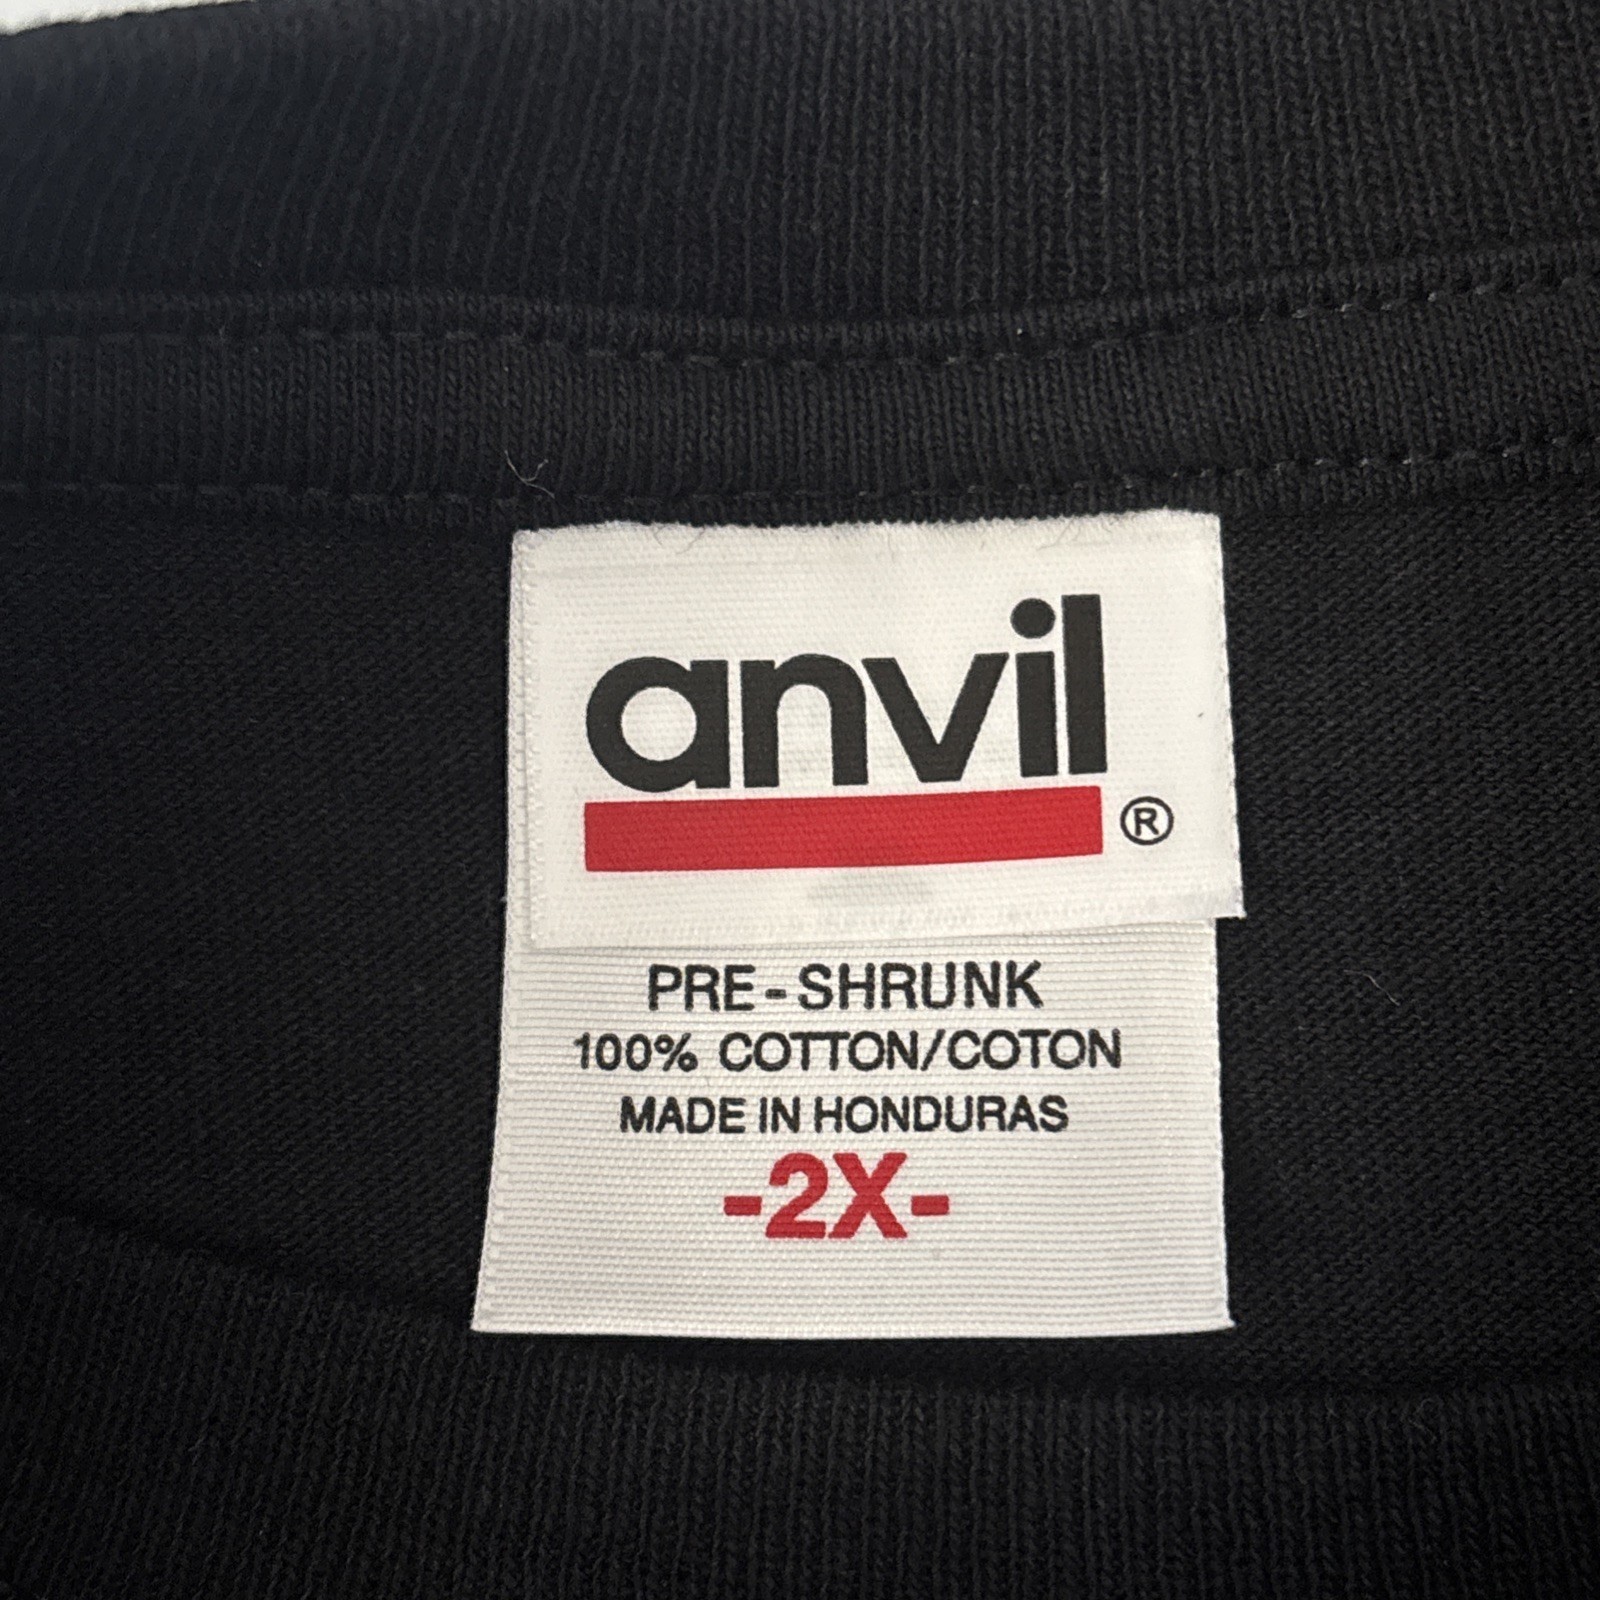 anvil®
PRE-SHRUNK
100% COTTON/COTON
MADE IN HONDURAS
-2X-